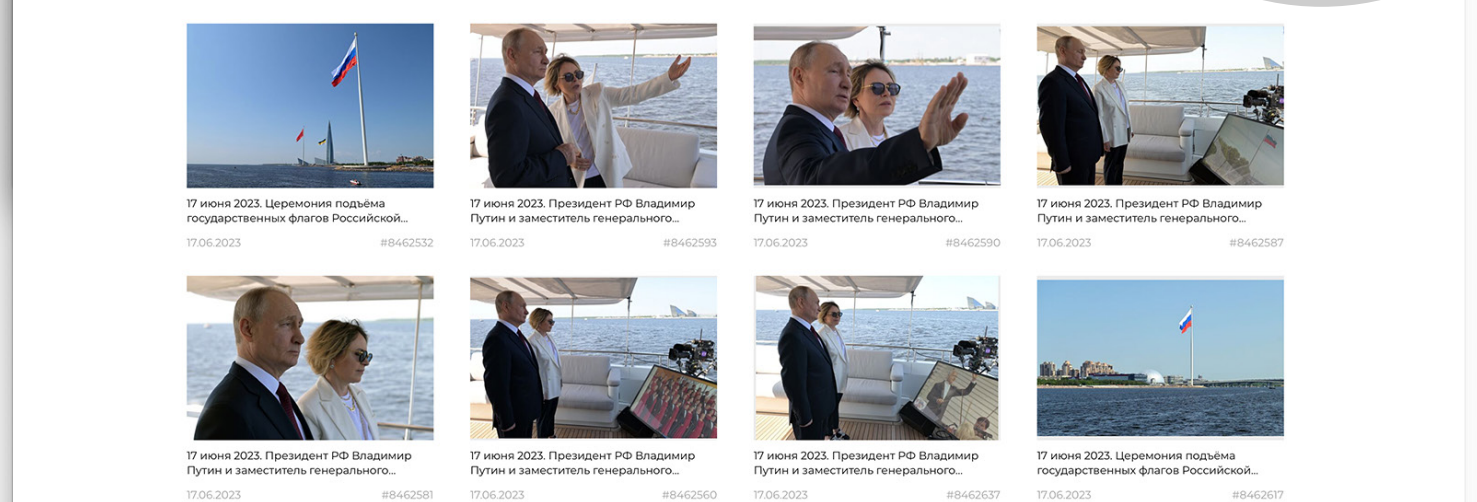 17 июня 2023. Церемония подъёма
государственных флагов Российской...
17.06.2023 #8462532
17 июня 2023. Президент РФ Владимир
Путин и заместитель генерального...
17.06.2023 #8462593
17 июня 2023. Президент РФ Владимир
Путин и заместитель генерального...
17.06.2023 #8462590
17 июня 2023. Президент РФ Владимир
Путин и заместитель генерального...
17.06.2023 #8462587
17 июня 2023. Президент РФ Владимир
Путин и заместитель генерального...
17.06.2023 #8462581
17 июня 2023. Президент РФ Владимир
Путин и заместитель генерального...
17.06.2023 #8462560
17 июня 2023. Президент РФ Владимир
Путин и заместитель генерального...
17.06.2023 #8462637
17 июня 2023. Церемония подъёма
государственных флагов Российской...
17.06.2023 #8462617